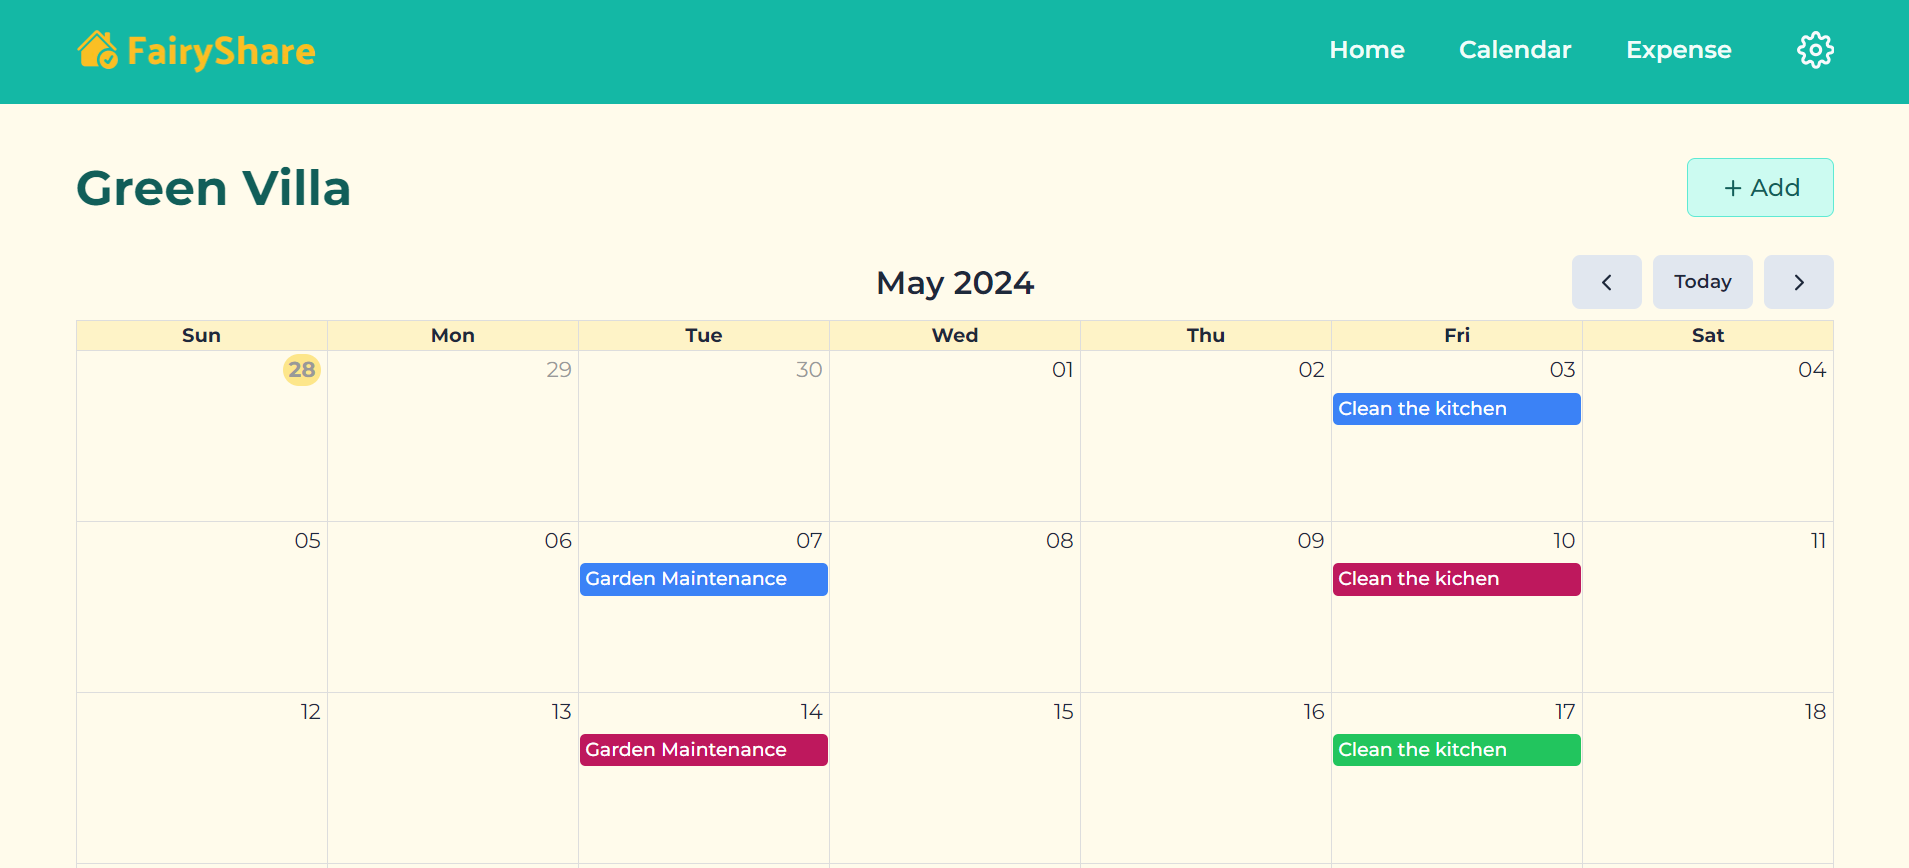 FairyShare
Home Calendar Expense
Green Villa
+ Add
May 2024
Today
Sun Mon Tue Wed Thu Fri Sat
28 29 30 01 02 03 04
Clean the kitchen
05 06 07 08 09 10 11
Garden Maintenance Clean the kichen
12 13 14 15 16 17 18
Garden Maintenance Clean the kitchen